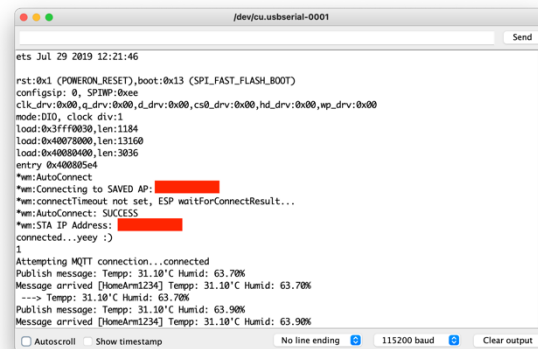 /dev/cu.usbserial-0001
Send
ets Jul 29 2019 12:21:46
rst:0x1 (POWERON_RESET),boot:0x13 (SPI_FAST_FLASH_BOOT)
configsip: 0, SPIWP:0xee
clk_drv:0x00,q_drv:0x00,d_drv:0x00,cs0_drv:0x00,hd_drv:0x00,wp_drv:0x00
mode:DIO, clock div:1
load:0x3fff0030,len:1184
load:0x40078000,len:13160
load:0x40080400,len:3036
entry 0x400805e4
*wm:AutoConnect
*wm:Connecting to SAVED AP:
*wm:connectTimeout not set, ESP waitForConnectResult...
*wm:AutoConnect: SUCCESS
*wm:STA IP Address:
connected...yeey :)
1
Attempting MQTT connection...connected
Publish message: Tempp: 31.10'C Humid: 63.70%
Message arrived [HomeArm1234] Tempp: 31.10'C Humid: 63.70%
---> Tempp: 31.10'C Humid: 63.70%
Publish message: Tempp: 31.10'C Humid: 63.90%
Message arrived [HomeArm1234] Tempp: 31.10'C Humid: 63.90%
Autoscroll Show timestamp No line ending 115200 baud Clear output